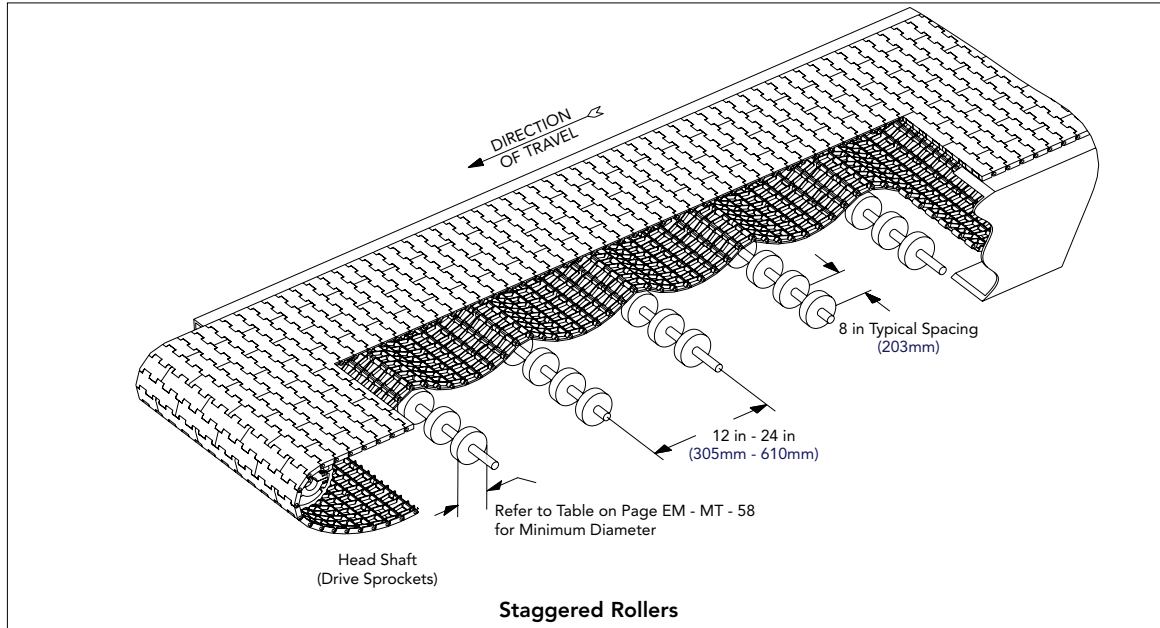 DIRECTION
OF TRAVEL
8 in Typical Spacing
(203mm)
12 in - 24 in
(305mm - 610mm)
Refer to Table on Page EM - MT - 58
for Minimum Diameter
Head Shaft
(Drive Sprockets)
Staggered Rollers